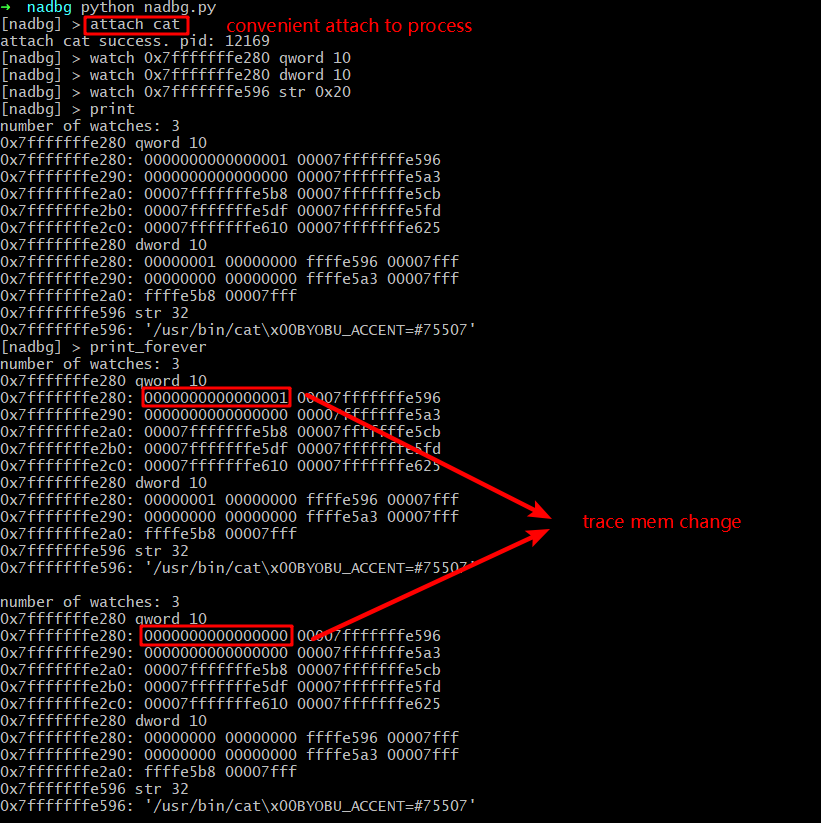 → nadbg python nadbg.py
[nadbg] > attach cat convenient attach to process
attach cat success. pid: 12169
[nadbg] > watch 0x7fffffffe280 qword 10
[nadbg] > watch 0x7fffffffe280 dword 10
[nadbg] > watch 0x7fffffffe596 str 0x20
[nadbg] > print
number of watches: 3
0x7fffffffe280 qword 10
0x7fffffffe280: 0000000000000001 00007fffffffe596
0x7fffffffe290: 0000000000000000 00007fffffffe5a3
0x7fffffffe2a0: 00007fffffffe5b8 00007fffffffe5cb
0x7fffffffe2b0: 00007fffffffe5df 00007fffffffe5fd
0x7fffffffe2c0: 00007fffffffe610 00007fffffffe625
0x7fffffffe280 dword 10
0x7fffffffe280: 00000001 00000000 ffffe596 00007fff
0x7fffffffe290: 00000000 00000000 ffffe5a3 00007fff
0x7fffffffe2a0: ffffe5b8 00007fff
0x7fffffffe596 str 32
0x7fffffffe596: '/usr/bin/cat\x00BYOBU_ACCENT=#75507'
[nadbg] > print_forever
number of watches: 3
0x7fffffffe280 qword 10
0x7fffffffe280: 0000000000000001 00007fffffffe596
0x7fffffffe290: 0000000000000000 00007fffffffe5a3
0x7fffffffe2a0: 00007fffffffe5b8 00007fffffffe5cb
0x7fffffffe2b0: 00007fffffffe5df 00007fffffffe5fd
0x7fffffffe2c0: 00007fffffffe610 00007fffffffe625
0x7fffffffe280 dword 10
0x7fffffffe280: 00000001 00000000 ffffe596 00007fff
0x7fffffffe290: 00000000 00000000 ffffe5a3 00007fff
trace mem change
0x7fffffffe2a0: ffffe5b8 00007fff
0x7fffffffe596 str 32
0x7fffffffe596: '/usr/bin/cat\x00BYOBU_ACCENT=#75507'
number of watches: 3
0x7fffffffe280 qword 10
0x7fffffffe280: 0000000000000000 00007fffffffe596
0x7fffffffe290: 0000000000000000 00007fffffffe5a3
0x7fffffffe2a0: 00007fffffffe5b8 00007fffffffe5cb
0x7fffffffe2b0: 00007fffffffe5df 00007fffffffe5fd
0x7fffffffe2c0: 00007fffffffe610 00007fffffffe625
0x7fffffffe280 dword 10
0x7fffffffe280: 00000000 00000000 ffffe596 00007fff
0x7fffffffe290: 00000000 00000000 ffffe5a3 00007fff
0x7fffffffe2a0: ffffe5b8 00007fff
0x7fffffffe596 str 32
0x7fffffffe596: '/usr/bin/cat\x00BYOBU_ACCENT=#75507'